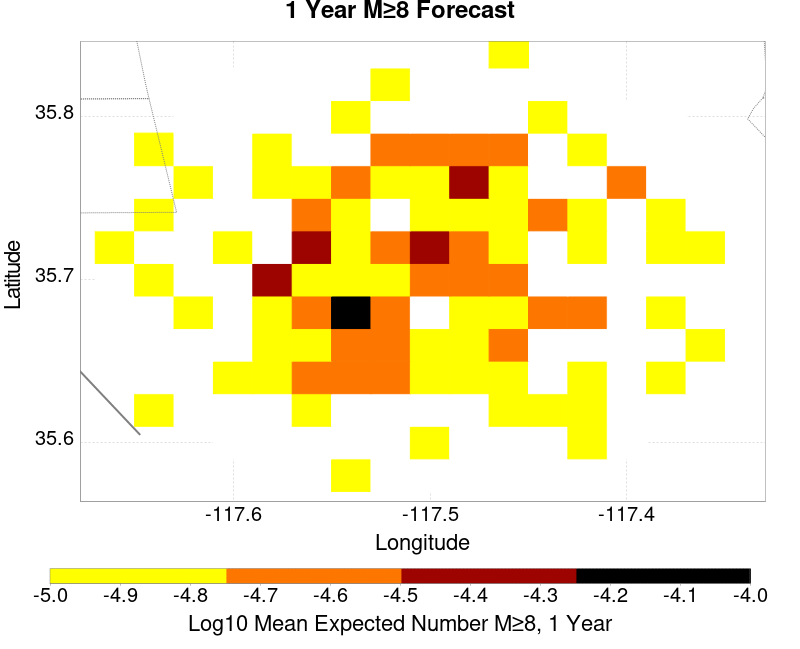 1 Year M≥8 Forecast
Latitude
35.8
35.7
35.6
-117.6 -117.5 -117.4
Longitude
-5.0 -4.9 -4.8 -4.7 -4.6 -4.5 -4.4 -4.3 -4.2 -4.1 -4.0
Log10 Mean Expected Number M≥8, 1 Year